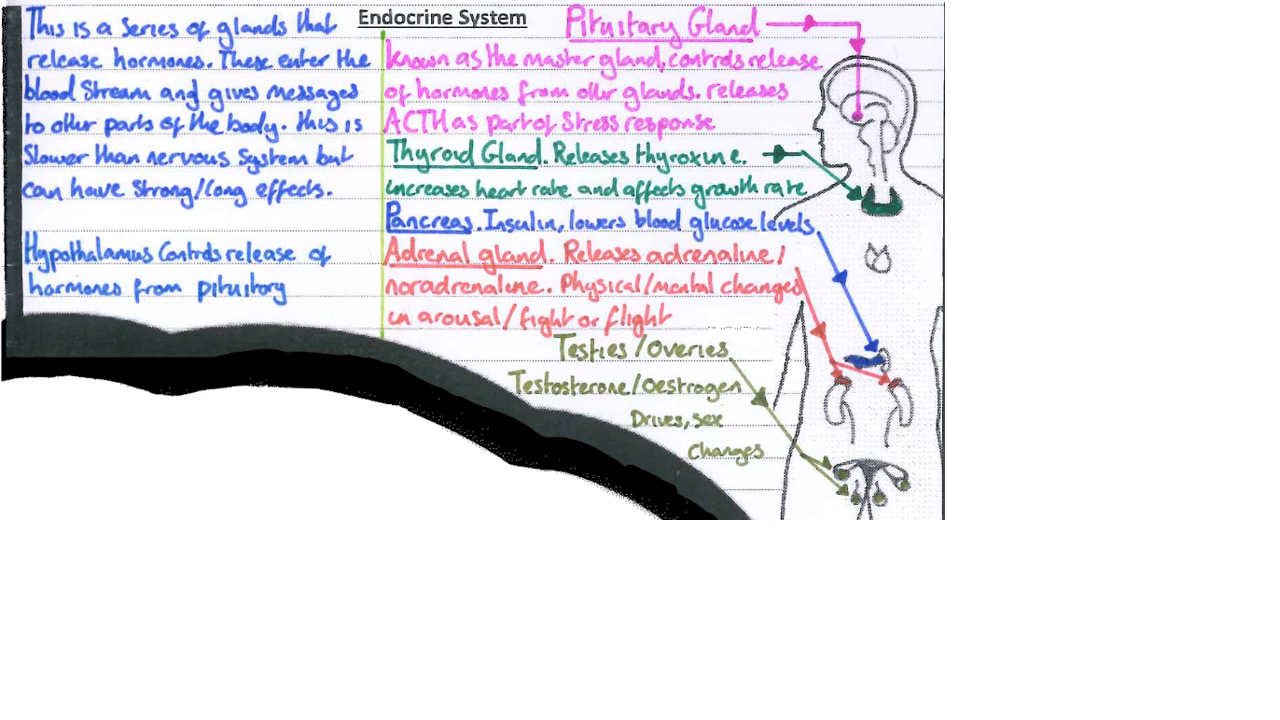 Endocrine System
This is a series of glands that
release hormones. These enter the
blood stream and gives messages
to other parts of the body. this is
Slower than nervous system but
can have strong/long effects.
Hypothalamus Controls release of
hormones from pituitory
Pituitary Gland
known as the master gland, controls release
of hormones from other glands. releases
ACTH as part of stress response
Thyroid Gland. Releases thyroxine.
increases heart rate and affects growth rate
Pancreas. Insulin, lowers blood glucose levels
Adrenal gland. Releases adrenaline/
noradrenaline. Physical/mental changes
in arousal/fight or flight
Testies/Overies
Testosterone/Oestrogen
Drives, sex
Changes